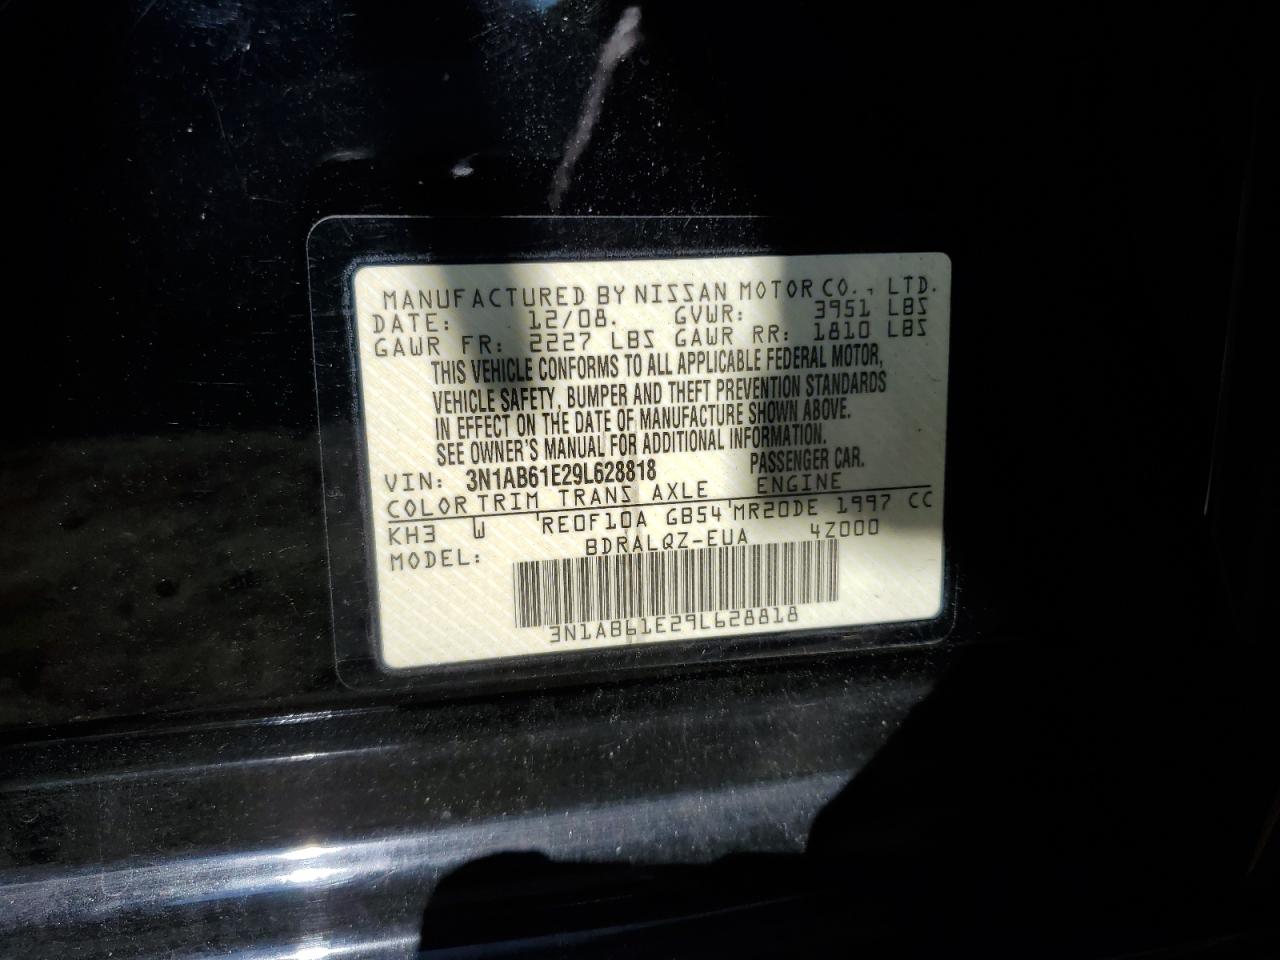 MANUFACTURED BY NISSAN MOTOR CO., LTD.
DATE: 12/08. GVWR: 3951 LBS
GAWR FR: 2227 LBS GAWR RR: 1810 LBS
THIS VEHICLE CONFORMS TO ALL APPLICABLE FEDERAL MOTOR,
VEHICLE SAFETY, BUMPER AND THEFT PREVENTION STANDARDS
IN EFFECT ON THE DATE OF MANUFACTURE SHOWN ABOVE.
SEE OWNER'S MANUAL FOR ADDITIONAL INFORMATION.
VIN: 3N1AB61E29L628818 PASSENGER CAR.
COLOR TRIM TRANS AXLE ENGINE
KH3 W RE0F10A GB54 MR20DE 1997 CC
MODEL: BDRALQZ-EUA 4Z000
3N1AB61E29L628818